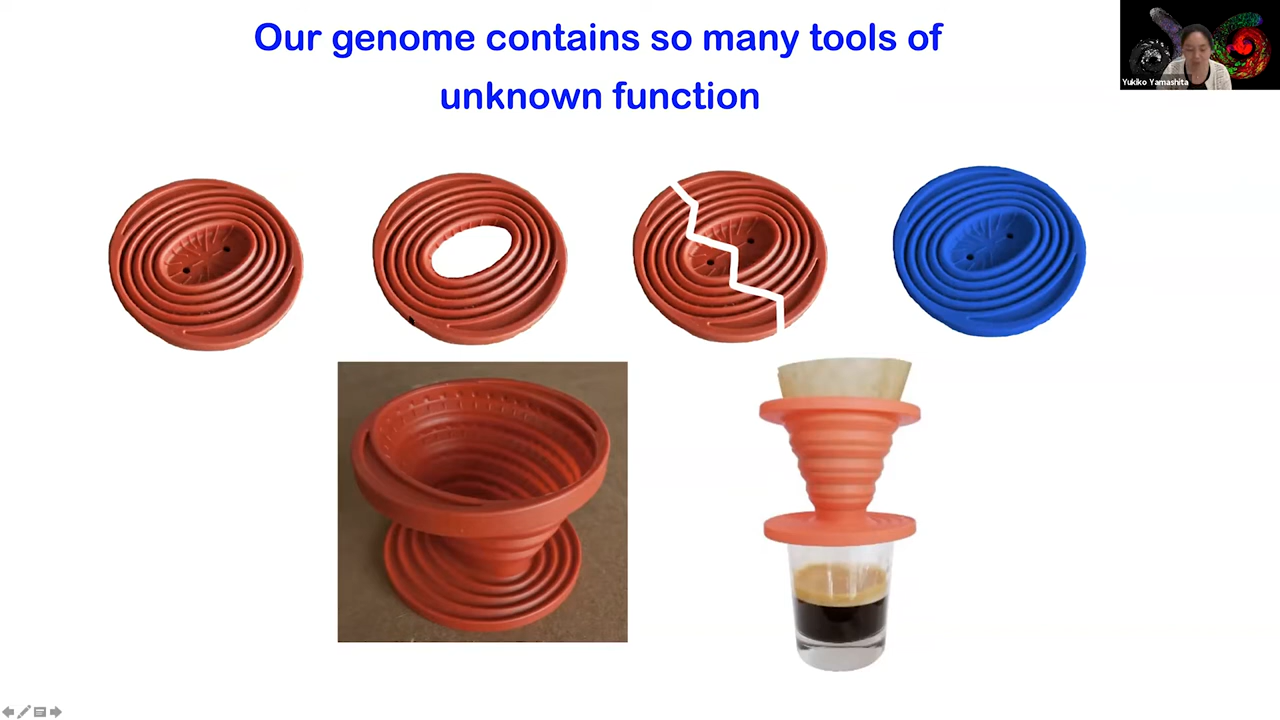 Our genome contains so many tools of
unknown function
Yukiko Yamashita